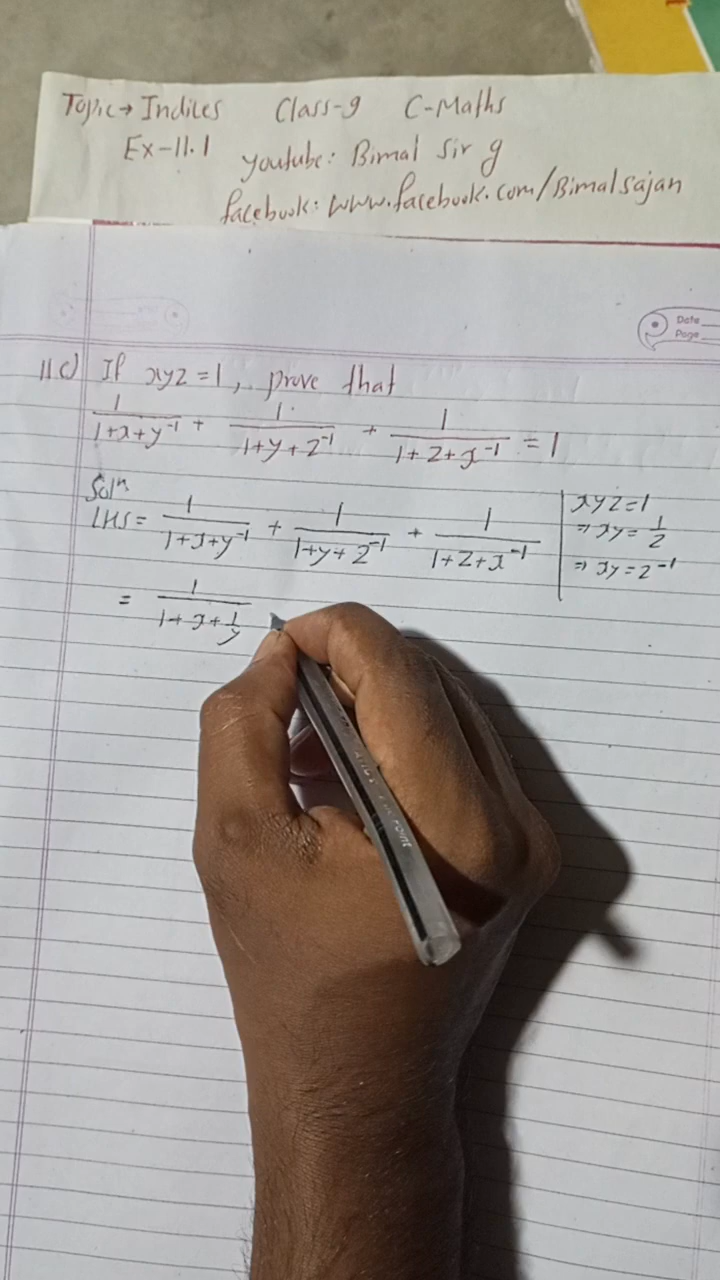 Topic → Indices Class-9 C-Maths
Ex-11.1 youtube: Bimal Sir g
facebook: www.facebook.com/Bimalsajan
Date
Page
11.c) If xyz = 1, prove that
1/(1+x+y⁻¹) + 1/(1+y+z⁻¹) + 1/(1+z+x⁻¹) = 1
Solⁿ
LHS = 1/(1+x+y⁻¹) + 1/(1+y+z⁻¹) + 1/(1+z+x⁻¹)
xyz=1
⇒ xy = 1/z
⇒ xy = z⁻¹
= 1/(1+x+1/y)